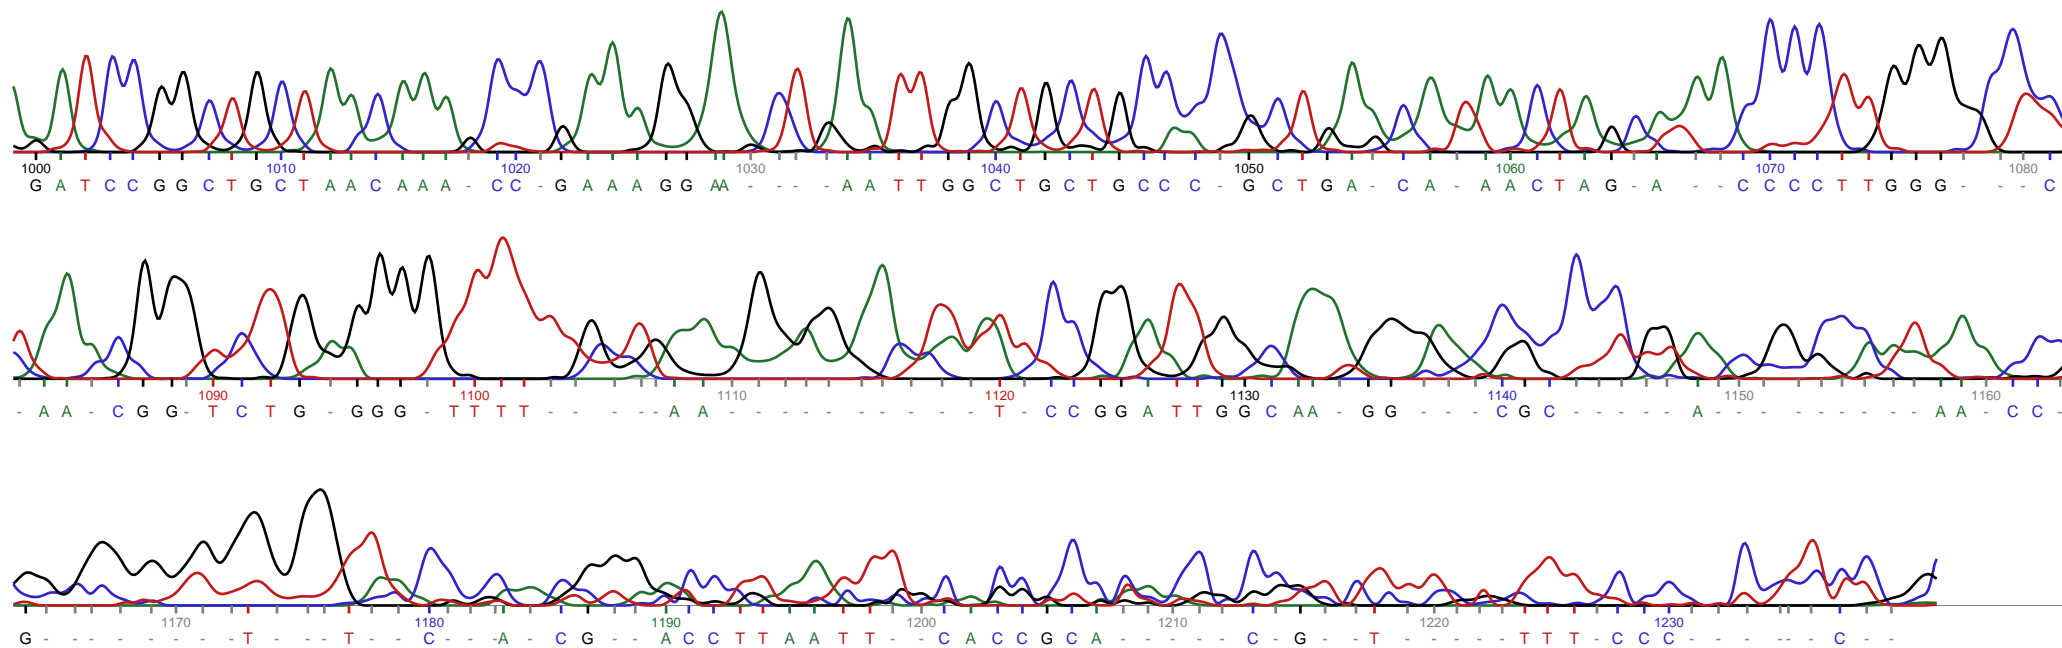 1000 1010 1020 1030 1040 1050 1060 1070 1080
G A T C C G G C T G C T A A C A A A - C C - G A A A G G A A - - - - A A T T G G C T G C T G C C C - G C T G A - C A - A A C T A G - A - - C C C C T T G G G - - - C
1090 1100 1110 1120 1130 1140 1150 1160
- A A - C G G - T C T G - G G G - T T T T - - - - - A A - - - - - - - - - - - T - C C G G A T T G G C A A - G G - - - C G C - - - - - A - - - - - - - - - A A - C C -
1170 1180 1190 1200 1210 1220 1230
G - - - - - - - - T - - - T - - C - - A - C G - - A C C T T A A T T - - C A C C G C A - - - - - C - G - - T - - - - - T T T - C C C - - - - - - C - -